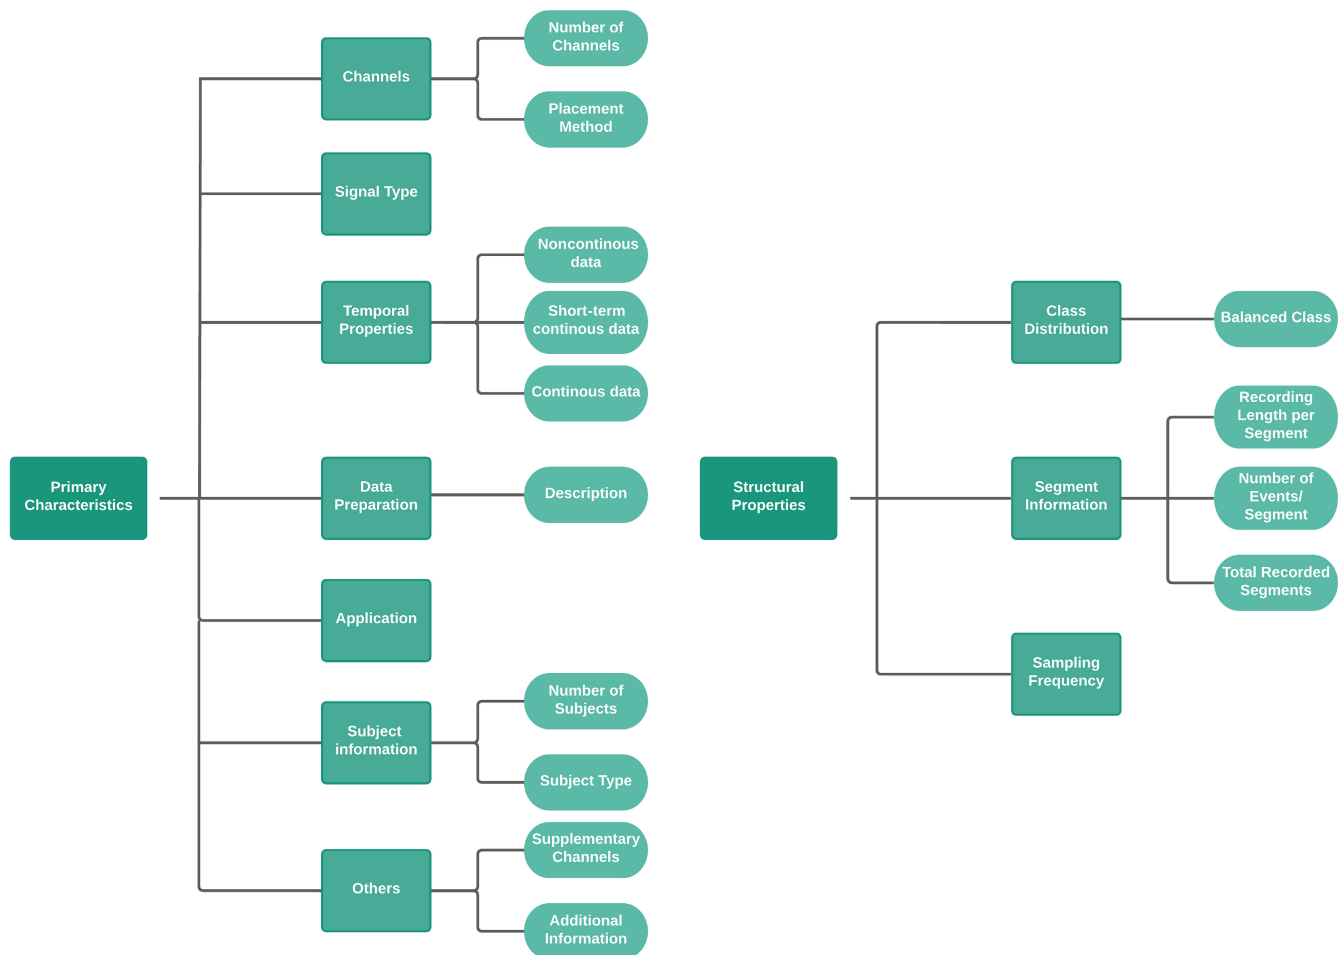 Primary
Characteristics
Channels
Number of
Channels
Placement
Method
Signal Type
Temporal
Properties
Noncontinous
data
Short-term
continous data
Continous data
Data
Preparation
Description
Application
Subject
information
Number of
Subjects
Subject Type
Others
Supplementary
Channels
Additional
Information
Structural
Properties
Class
Distribution
Balanced Class
Segment
Information
Recording
Length per
Segment
Number of
Events/
Segment
Total Recorded
Segments
Sampling
Frequency